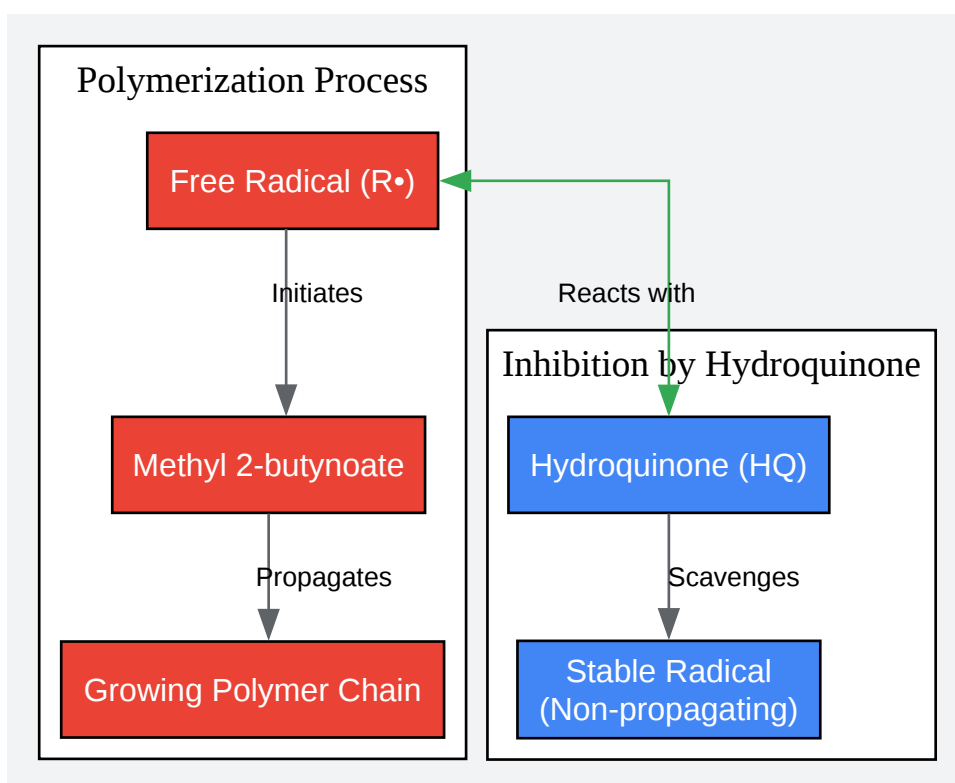 Polymerization Process
Free Radical (R•)
Initiates
Methyl 2-butynoate
Propagates
Growing Polymer Chain
Reacts with
Inhibition by Hydroquinone
Hydroquinone (HQ)
Scavenges
Stable Radical
(Non-propagating)